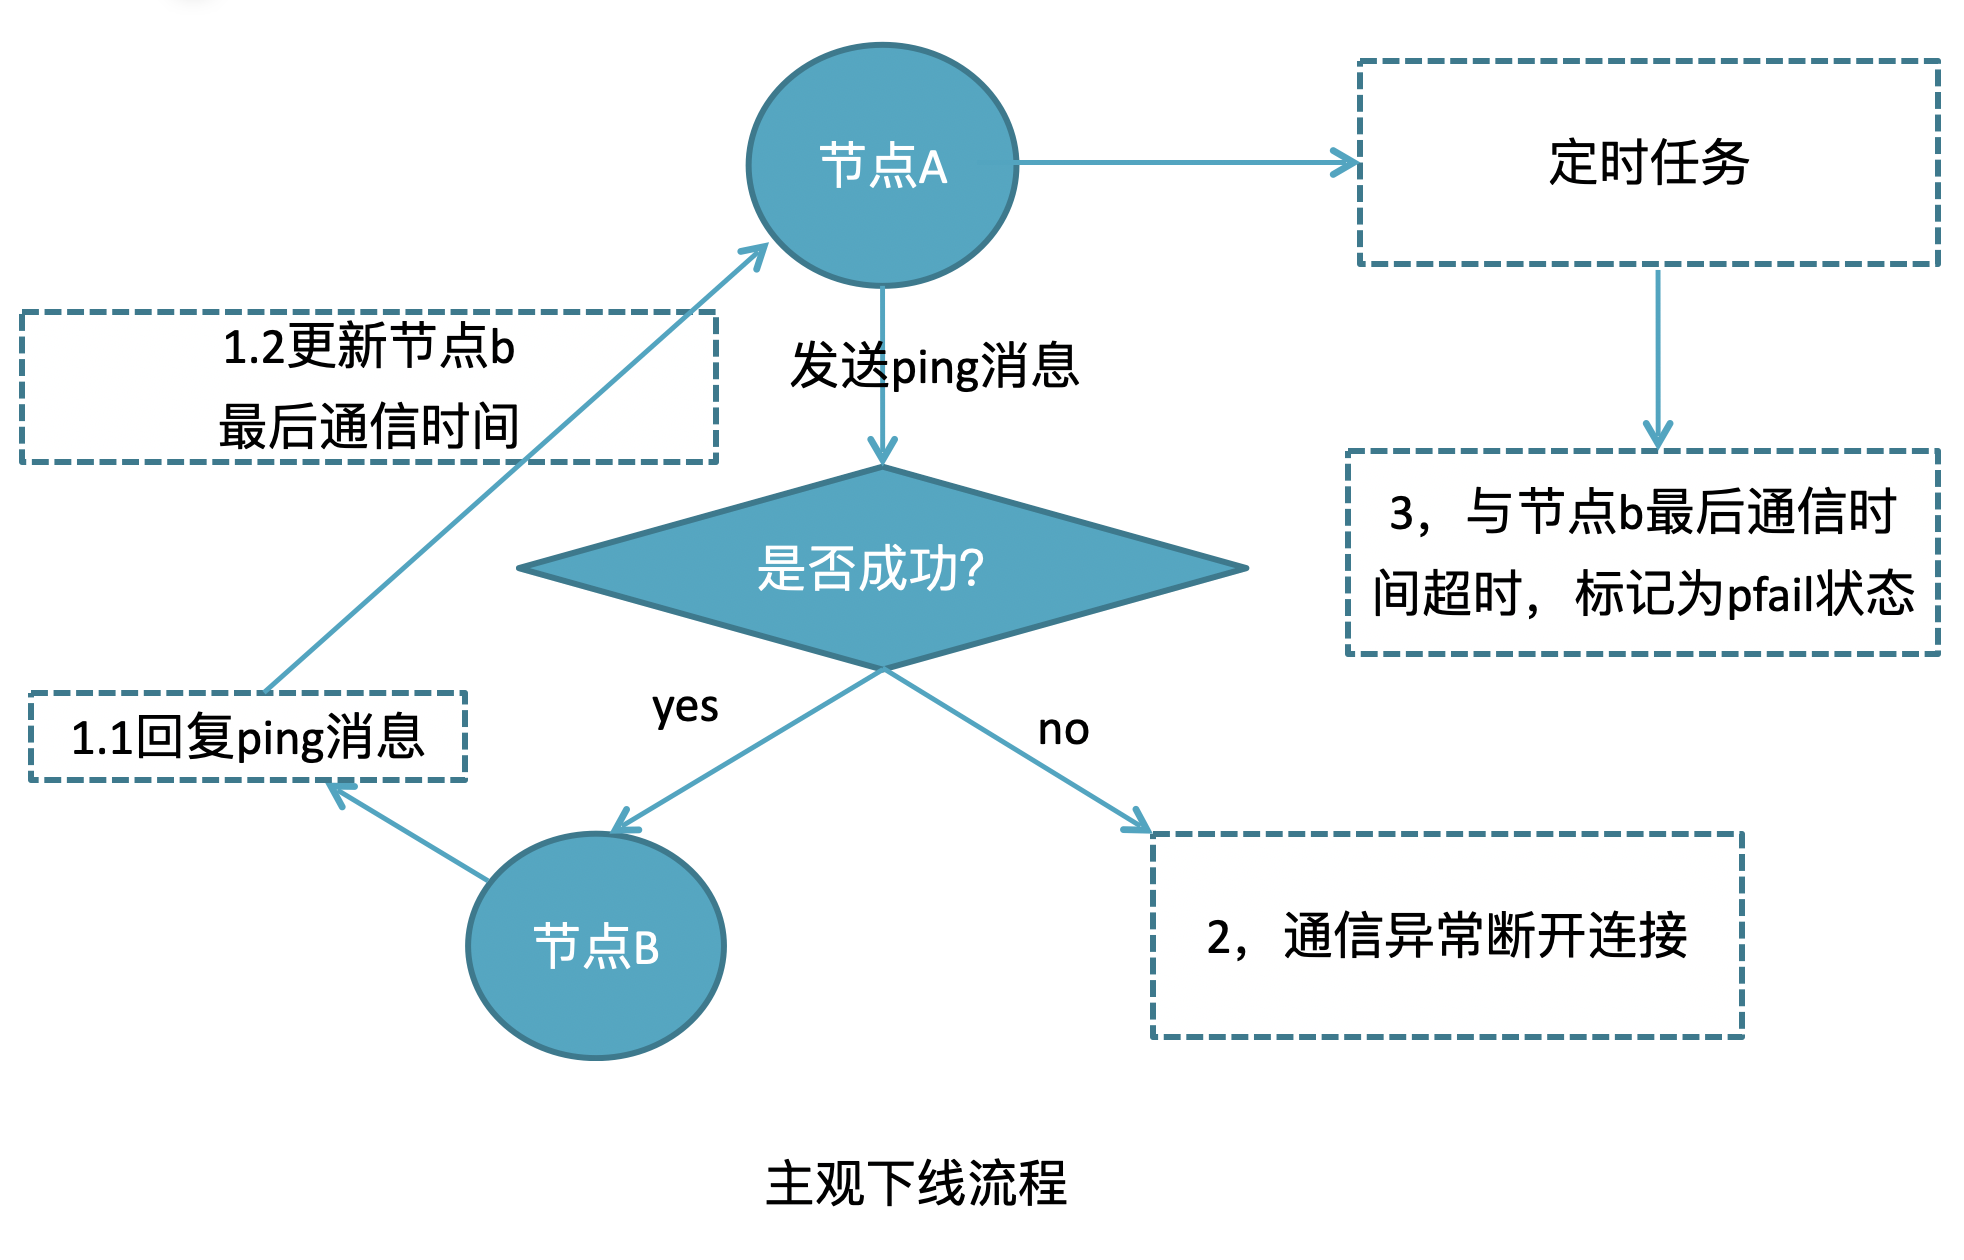 节点A
定时任务
1.2更新节点b
最后通信时间
发送ping消息
3，与节点b最后通信时
间超时，标记为pfail状态
是否成功?
1.1回复ping消息
yes
no
节点B
2，通信异常断开连接
主观下线流程